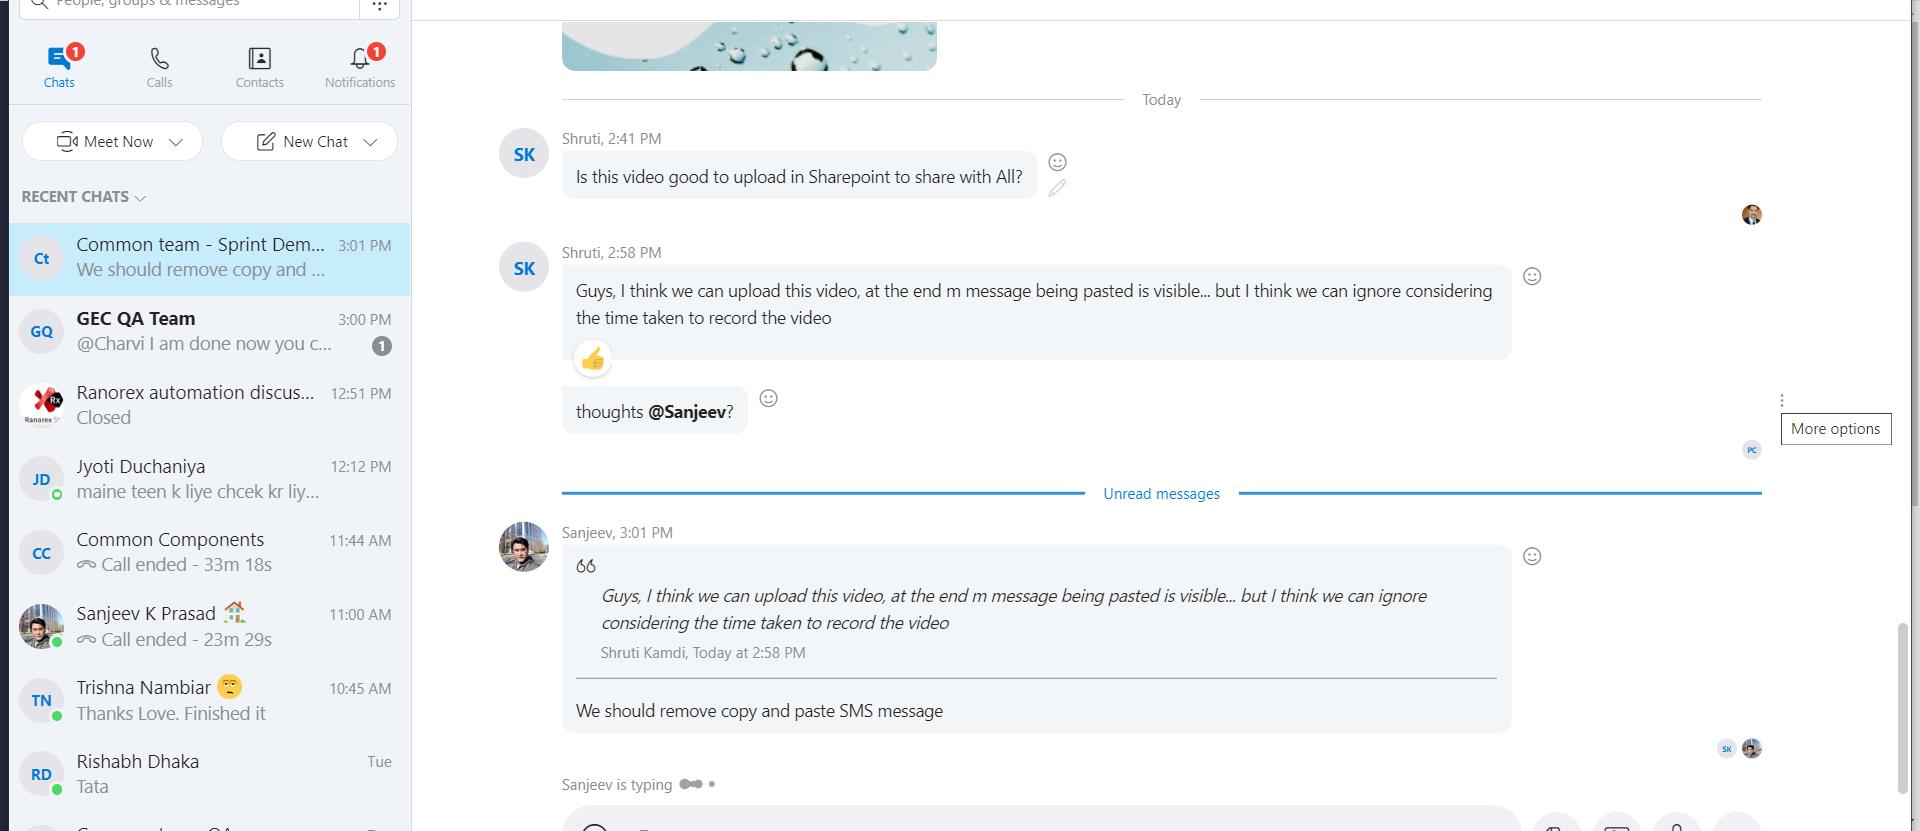 People, groups & messages
1
1
Chats
Calls
Contacts
Notifications
Meet Now
New Chat
RECENT CHATS
Ct
Common team - Sprint Dem...
3:01 PM
We should remove copy and ...
GQ
GEC QA Team
3:00 PM
@Charvi I am done now you c...
1
Rx
Ranorex
Ranorex automation discus...
12:51 PM
Closed
JD
Jyoti Duchaniya
12:12 PM
maine teen k liye chcek kr liy...
CC
Common Components
11:44 AM
Call ended - 33m 18s
Sanjeev K Prasad
11:00 AM
Call ended - 23m 29s
TN
Trishna Nambiar
10:45 AM
Thanks Love. Finished it
RD
Rishabh Dhaka
Tue
Tata
Today
SK
Shruti, 2:41 PM
Is this video good to upload in Sharepoint to share with All?
SK
Shruti, 2:58 PM
Guys, I think we can upload this video, at the end m message being pasted is visible... but I think we can ignore considering
the time taken to record the video
thoughts @Sanjeev?
More options
PC
Unread messages
Sanjeev, 3:01 PM
Guys, I think we can upload this video, at the end m message being pasted is visible... but I think we can ignore
considering the time taken to record the video
Shruti Kamdi, Today at 2:58 PM
We should remove copy and paste SMS message
SK
Sanjeev is typing